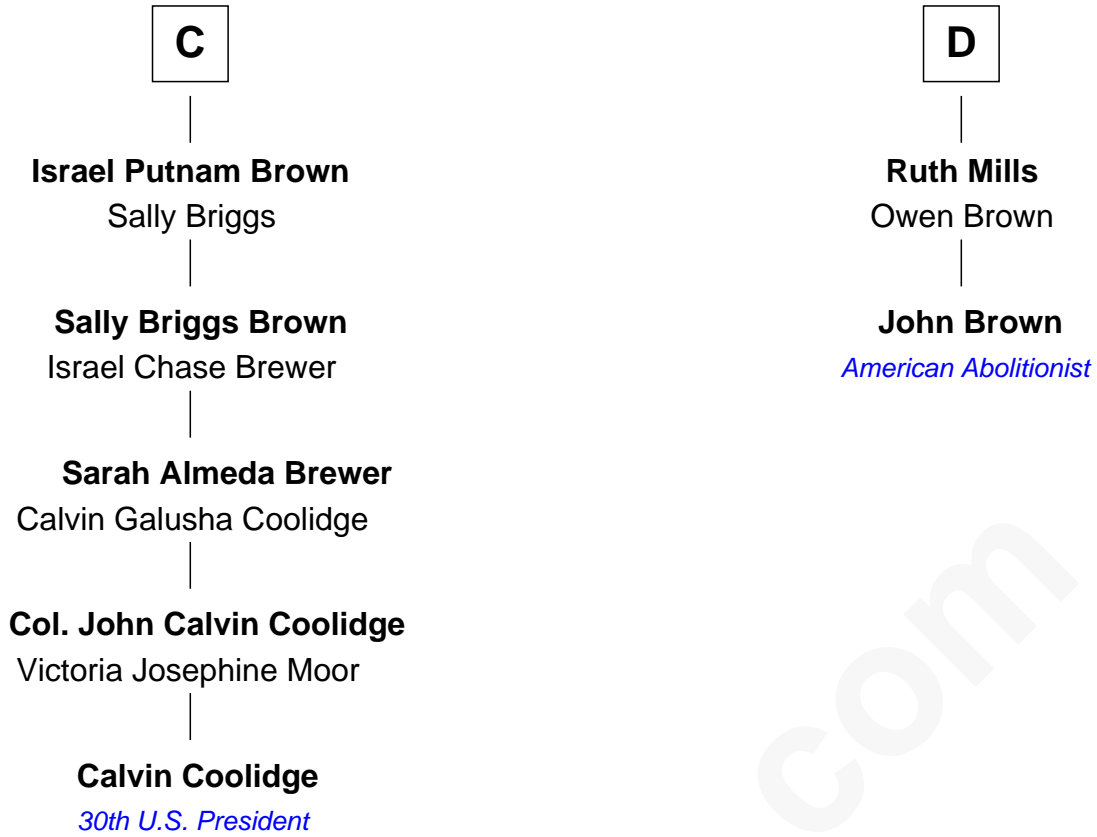 C
Israel Putnam Brown
Sally Briggs
Sally Briggs Brown
Israel Chase Brewer
Sarah Almeda Brewer
Calvin Galusha Coolidge
Col. John Calvin Coolidge
Victoria Josephine Moor
Calvin Coolidge
30th U.S. President
D
Ruth Mills
Owen Brown
John Brown
American Abolitionist
com